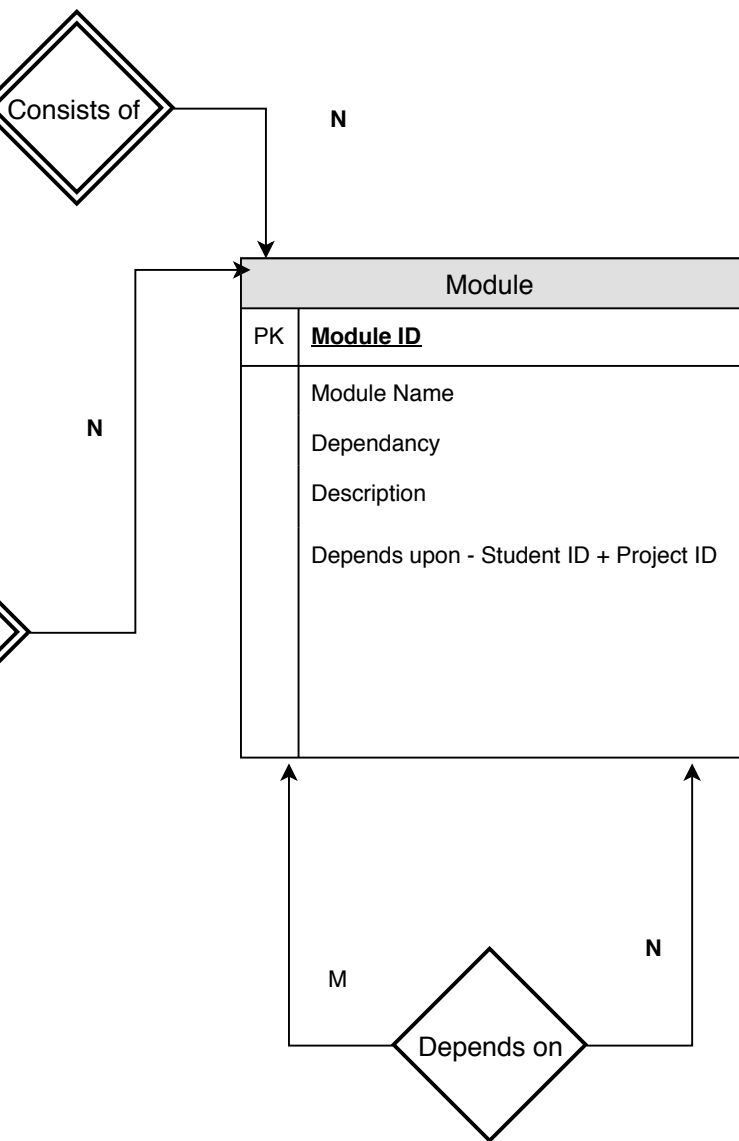 Consists of
N
Module
PK
Module ID
Module Name
N
Dependancy
Description
Depends upon - Student ID + Project ID
M
N
Depends on